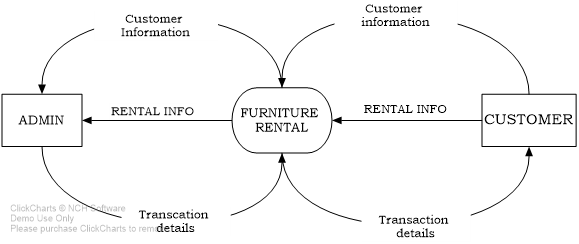 Customer
Information
Customer
information
ADMIN
RENTAL INFO
FURNITURE
RENTAL
RENTAL INFO
CUSTOMER
ClickCharts © NCH Software
Demo Use Only
Please purchase ClickCharts to rem
Transcation
details
Transaction
details